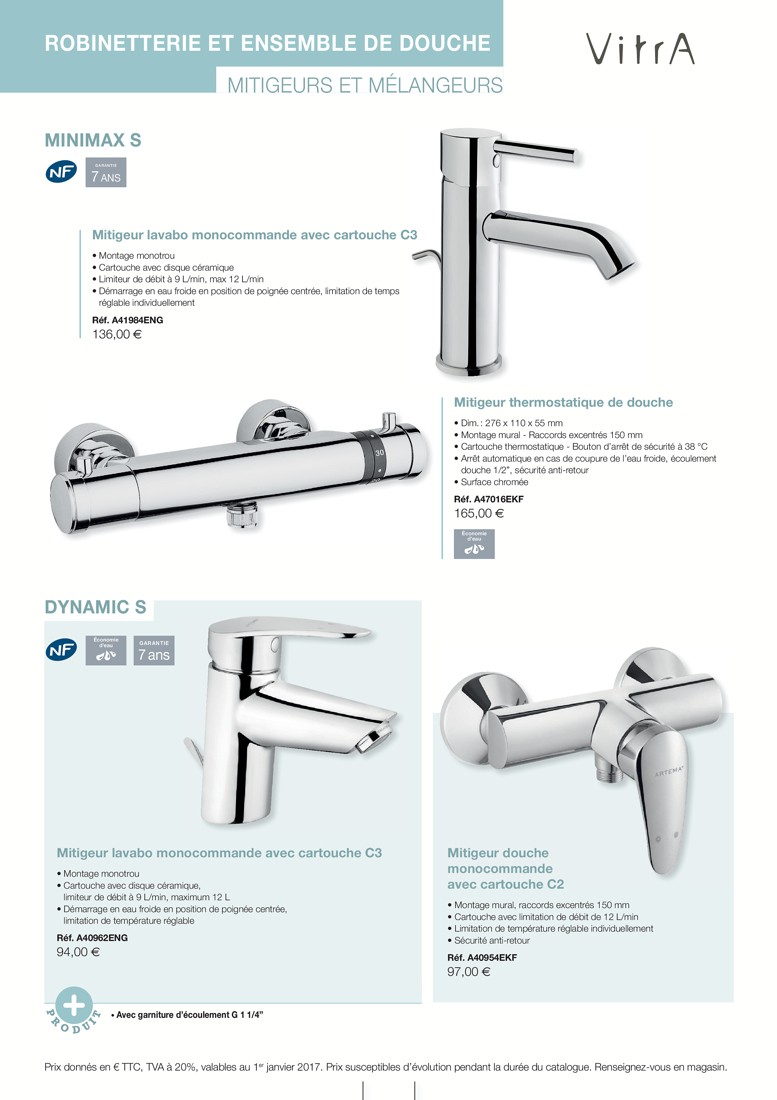 ROBINETTERIE ET ENSEMBLE DE DOUCHE
VitrA
MITIGEURS ET MÉLANGEURS
MINIMAX S
NF
GARANTIE
7 ANS
Mitigeur lavabo monocommande avec cartouche C3
• Montage monotrou
• Cartouche avec disque céramique
• Limiteur de débit à 9 L/min, max 12 L/min
• Démarrage en eau froide en position de poignée centrée, limitation de temps
réglable individuellement
Réf. A41984ENG
136,00 €
30
Mitigeur thermostatique de douche
• Dim. : 276 x 110 x 55 mm
• Montage mural - Raccords excentrés 150 mm
• Cartouche thermostatique - Bouton d'arrêt de sécurité à 38 °C
• Arrêt automatique en cas de coupure de l'eau froide, écoulement
douche 1/2", sécurité anti-retour
• Surface chromée
Réf. A47016EKF
165,00 €
Économie
d'eau
DYNAMIC S
NF
Économie
d'eau
GARANTIE
7 ans
ARTEMA
Mitigeur lavabo monocommande avec cartouche C3
• Montage monotrou
• Cartouche avec disque céramique,
limiteur de débit à 9 L/min, maximum 12 L
• Démarrage en eau froide en position de poignée centrée,
limitation de température réglable
Réf. A40962ENG
94,00 €
Mitigeur douche
monocommande
avec cartouche C2
• Montage mural, raccords excentrés 150 mm
• Cartouche avec limitation de débit de 12 L/min
• Limitation de température réglable individuellement
• Sécurité anti-retour
Réf. A40954EKF
97,00 €
+
PRODUIT
• Avec garniture d'écoulement G 1 1/4"
Prix donnés en € TTC, TVA à 20%, valables au 1er janvier 2017. Prix susceptibles d'évolution pendant la durée du catalogue. Renseignez-vous en magasin.